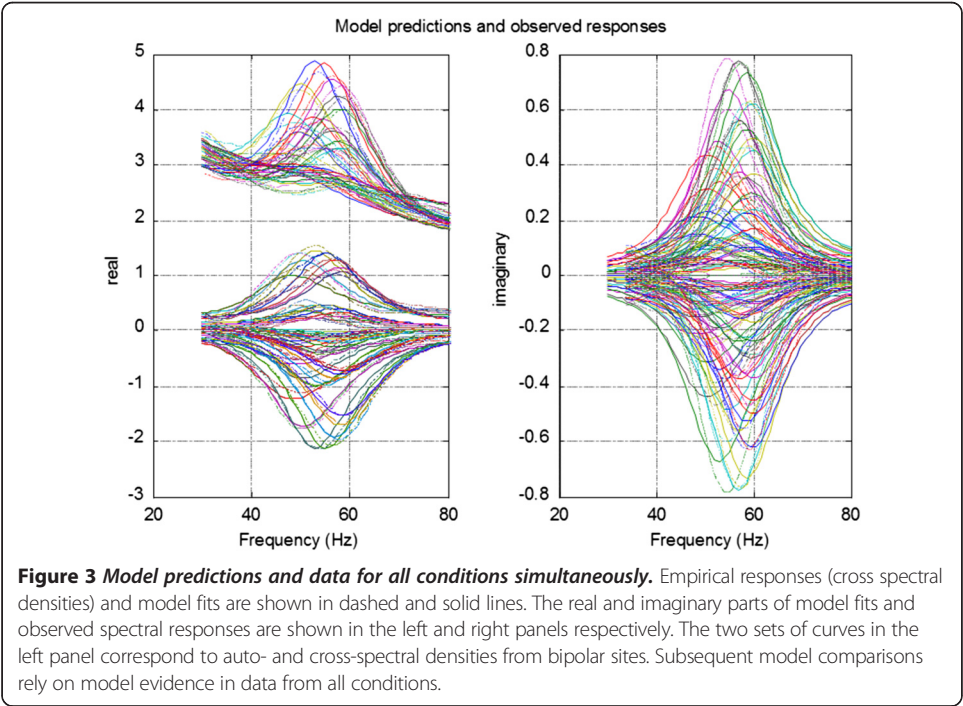 Model predictions and observed responses
5
4
3
2
1
0
-1
-2
-3
real
20
40
60
80
Frequency (Hz)
0.8
0.6
0.4
0.2
0
-0.2
-0.4
-0.6
-0.8
imaginary
20
40
60
80
Frequency (Hz)
Figure 3 Model predictions and data for all conditions simultaneously. Empirical responses (cross spectral
densities) and model fits are shown in dashed and solid lines. The real and imaginary parts of model fits and
observed spectral responses are shown in the left and right panels respectively. The two sets of curves in the
left panel correspond to auto- and cross-spectral densities from bipolar sites. Subsequent model comparisons
rely on model evidence in data from all conditions.